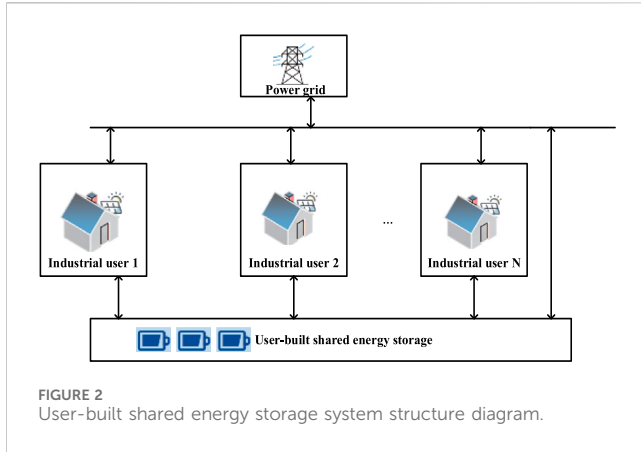 Power grid
Industrial user 1
Industrial user 2
...
Industrial user N
User-built shared energy storage
FIGURE 2
User-built shared energy storage system structure diagram.